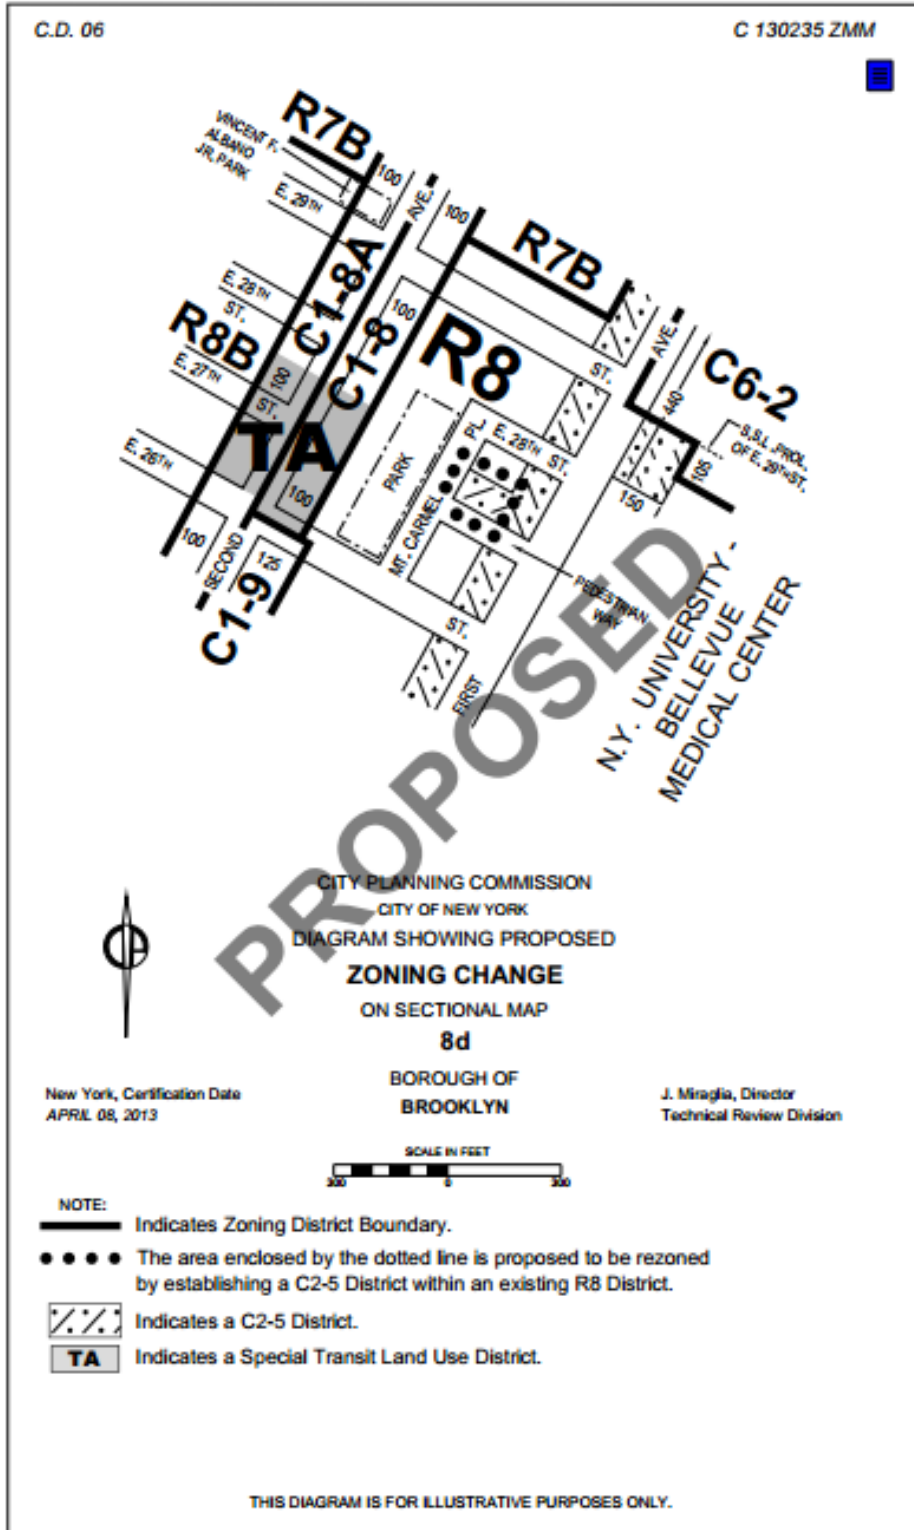 C.D. 06
C 130235 ZMM
R7B
VINCENT F.
ALBANO
JR. PARK
100
AVE.
100
E. 29TH
R7B
C1-8A
E. 28TH
ST.
100
C1-8
R8
ST.
AVE.
C6-2
R8B
E. 27TH
ST.
100
440
S.S.L. PROL.
OF E. 29TH ST.
105
150
TA
PL.
E. 28TH
ST.
PARK
MT. CARMEL
E. 26TH
100
100
SECOND
125
C1-9
ST.
FIRST
PEDESTRIAN
WAY
N.Y. UNIVERSITY -
BELLEVUE
MEDICAL CENTER
PROPOSED
CITY PLANNING COMMISSION
CITY OF NEW YORK
DIAGRAM SHOWING PROPOSED
ZONING CHANGE
ON SECTIONAL MAP
8d
BOROUGH OF
BROOKLYN
New York, Certification Date
APRIL 08, 2013
J. Miraglia, Director
Technical Review Division
SCALE IN FEET
300 0 300
NOTE:
Indicates Zoning District Boundary.
The area enclosed by the dotted line is proposed to be rezoned
by establishing a C2-5 District within an existing R8 District.
Indicates a C2-5 District.
TA Indicates a Special Transit Land Use District.
THIS DIAGRAM IS FOR ILLUSTRATIVE PURPOSES ONLY.